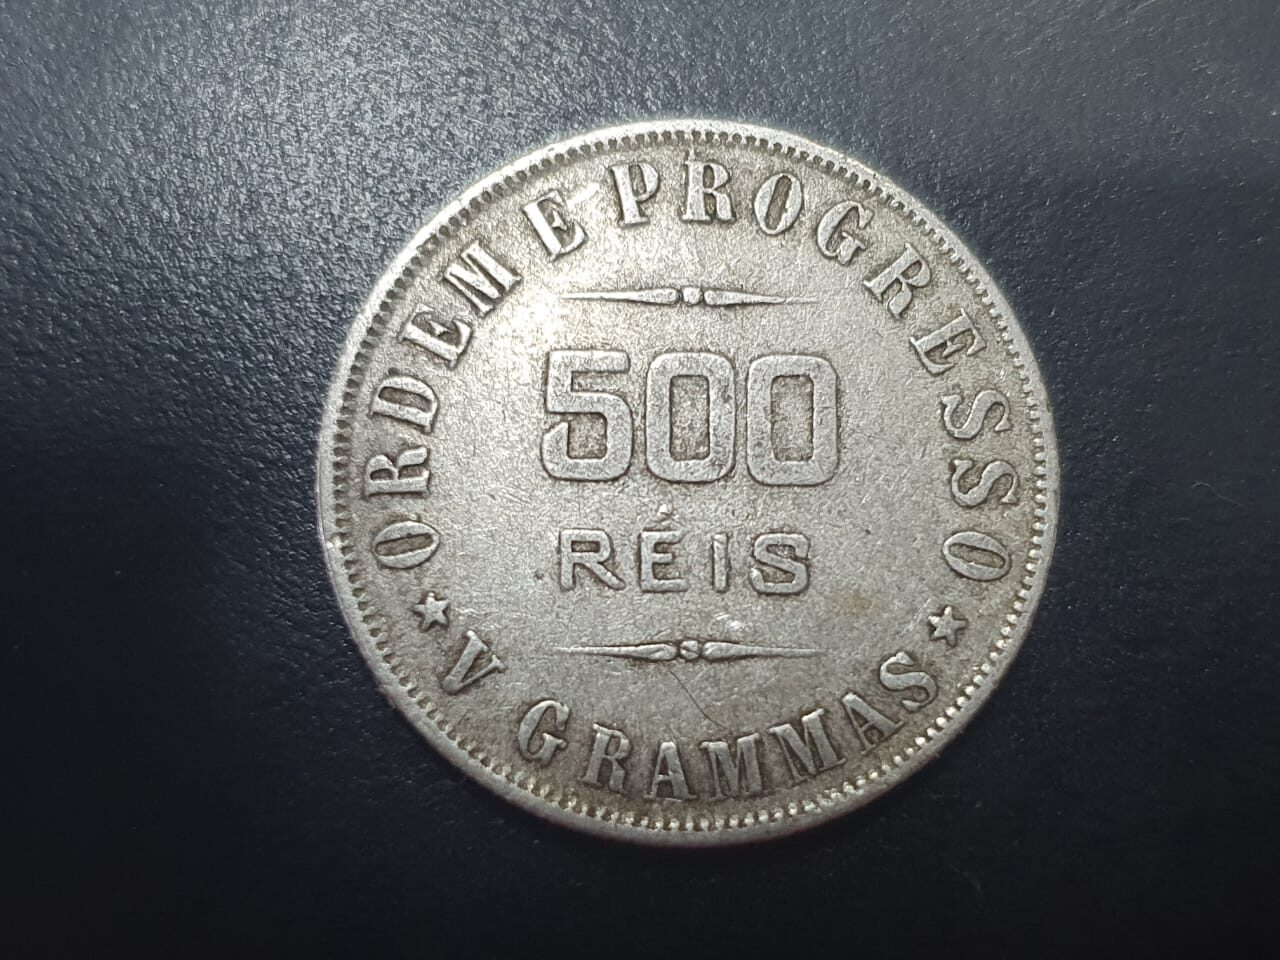 ORDEM E PROGRESSO
500
RÉIS
★ V GRAMMAS ★